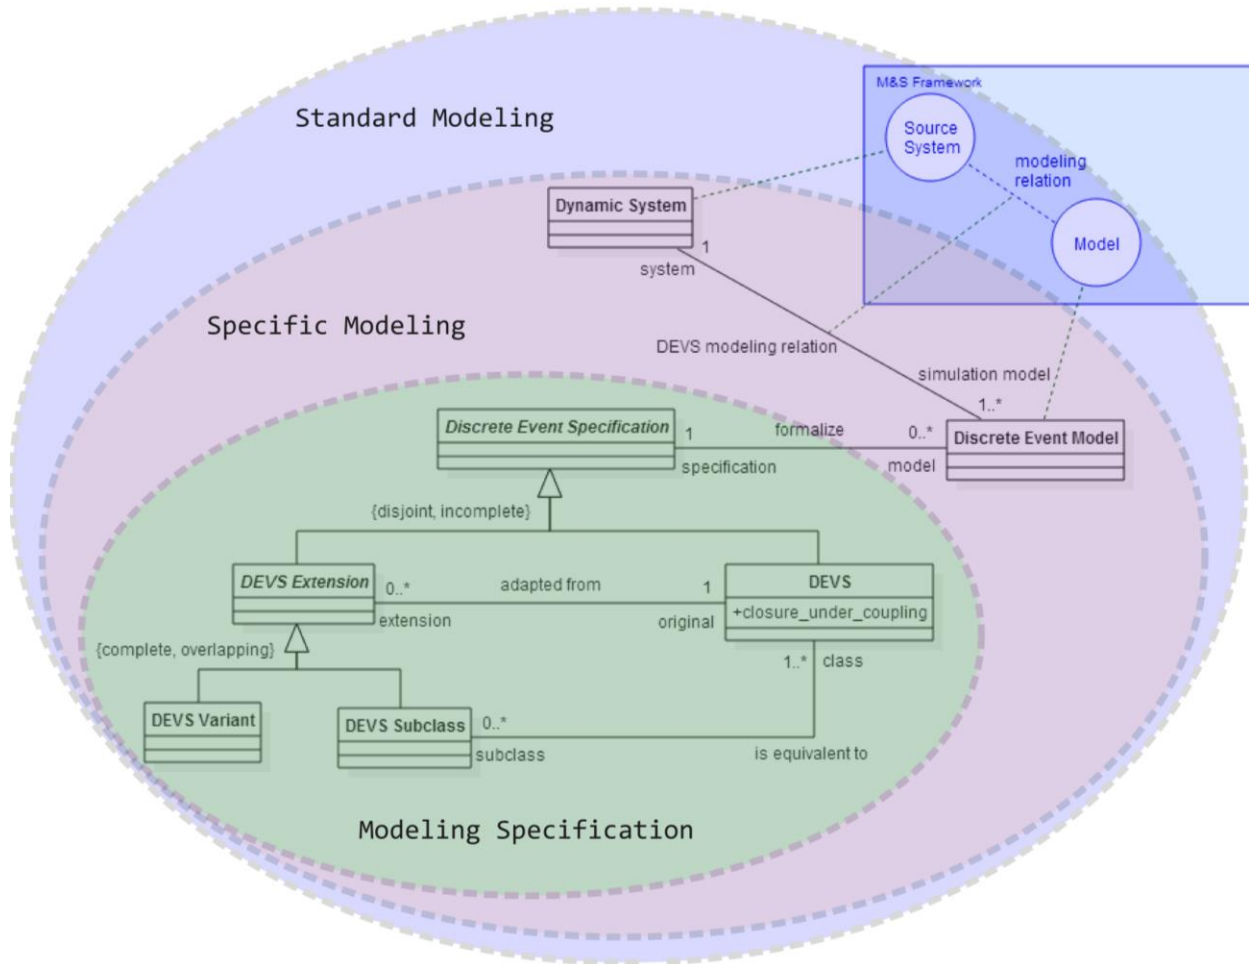 M&S Framework
Standard Modeling
Source
System
modeling
relation
Dynamic System
1
system
Model
Specific Modeling
DEVS modeling relation
simulation model
1..*
Discrete Event Specification
1
formalize
0..*
Discrete Event Model
specification
model
{disjoint, incomplete}
DEVS Extension
0..*
adapted from
1
DEVS
+closure_under_coupling
extension
original
{complete, overlapping}
1..*
class
DEVS Variant
DEVS Subclass
0..*
subclass
is equivalent to
Modeling Specification